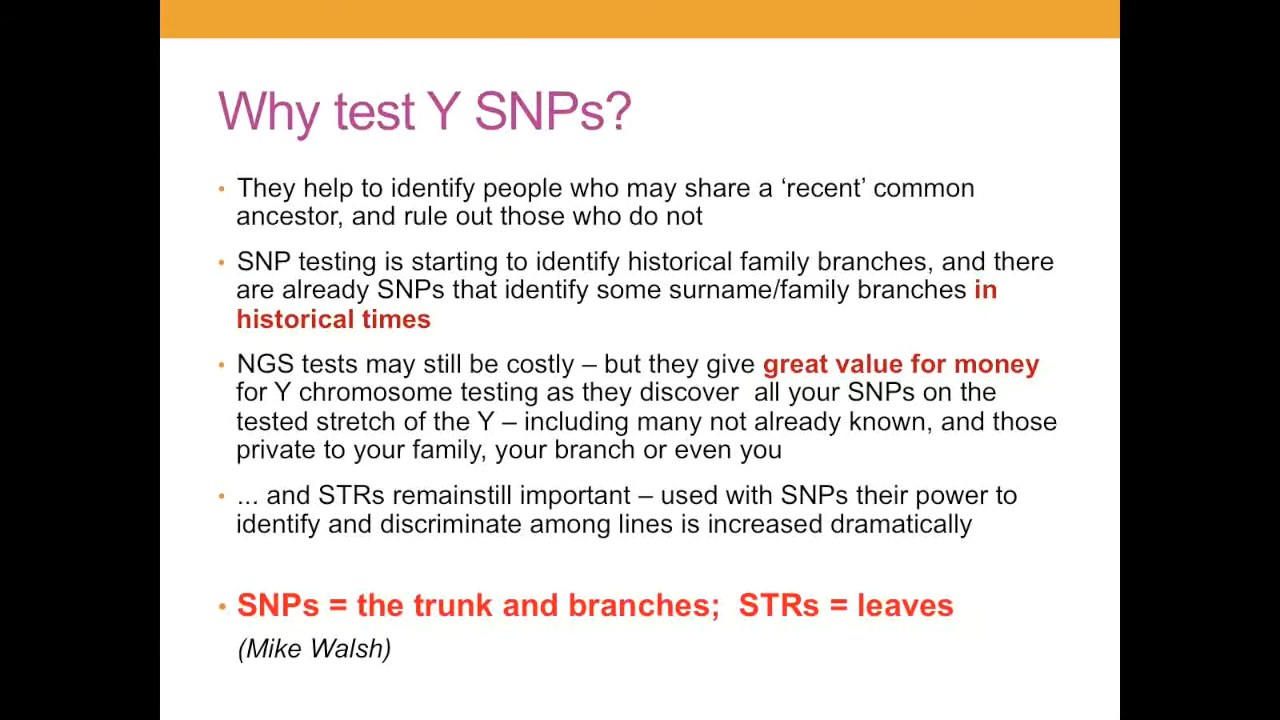 Why test Y SNPs?
• They help to identify people who may share a ‘recent’ common
ancestor, and rule out those who do not
• SNP testing is starting to identify historical family branches, and there
are already SNPs that identify some surname/family branches in
historical times
• NGS tests may still be costly – but they give great value for money
for Y chromosome testing as they discover  all your SNPs on the
tested stretch of the Y – including many not already known, and those
private to your family, your branch or even you
• ... and STRs remainstill important – used with SNPs their power to
identify and discriminate among lines is increased dramatically
• SNPs = the trunk and branches;  STRs = leaves
(Mike Walsh)